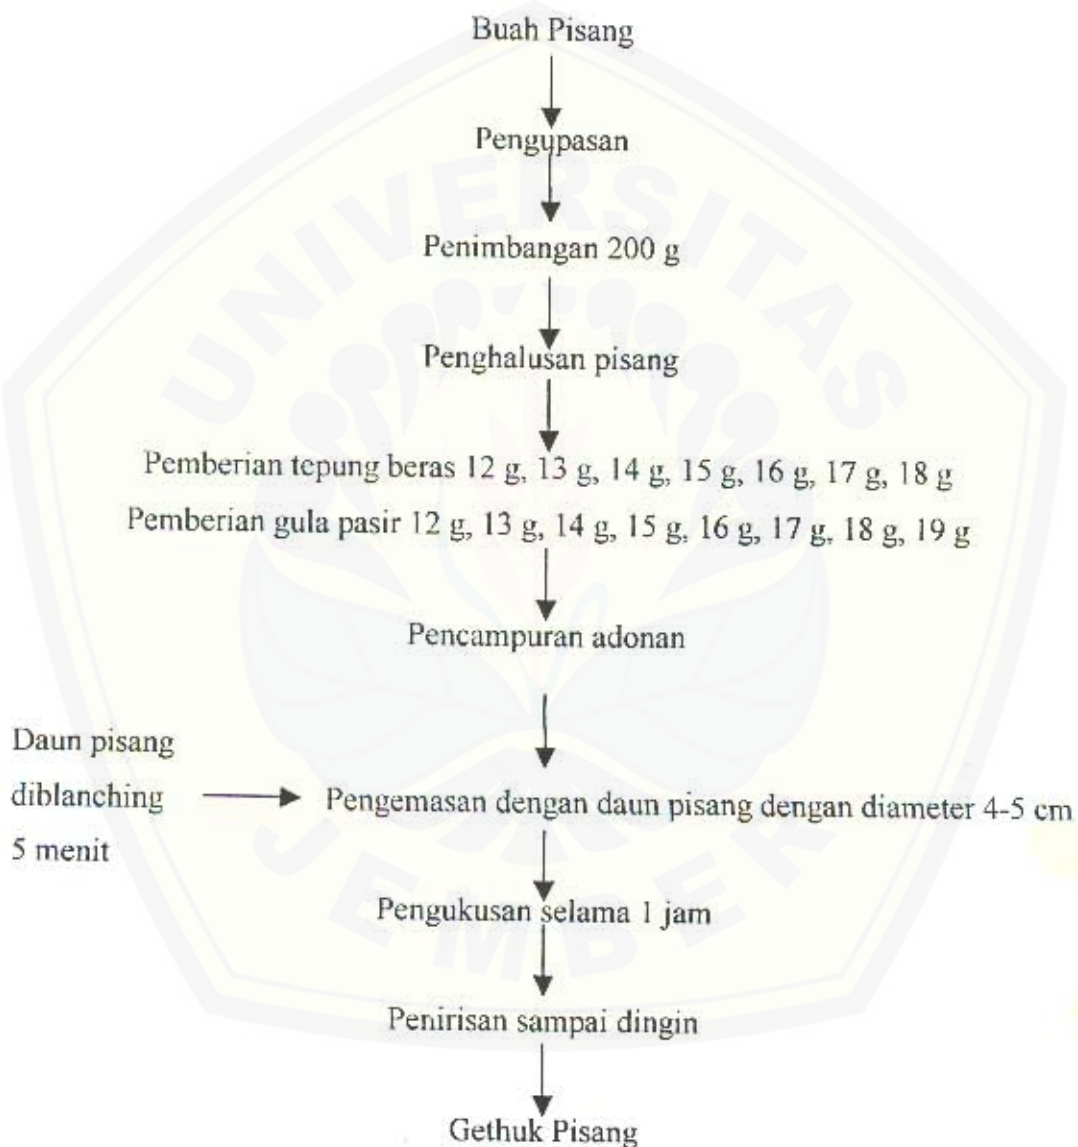 Buah Pisang
Pengupasan
Penimbangan 200 g
Penghalusan pisang
Pemberian tepung beras 12 g, 13 g, 14 g, 15 g, 16 g, 17 g, 18 g
Pemberian gula pasir 12 g, 13 g, 14 g, 15 g, 16 g, 17 g, 18 g, 19 g
Pencampuran adonan
Daun pisang
diblanching
5 menit
Pengemasan dengan daun pisang dengan diameter 4-5 cm
Pengukusan selama 1 jam
Penirisan sampai dingin
Gethuk Pisang
UNIVERSITAS
JEMBER